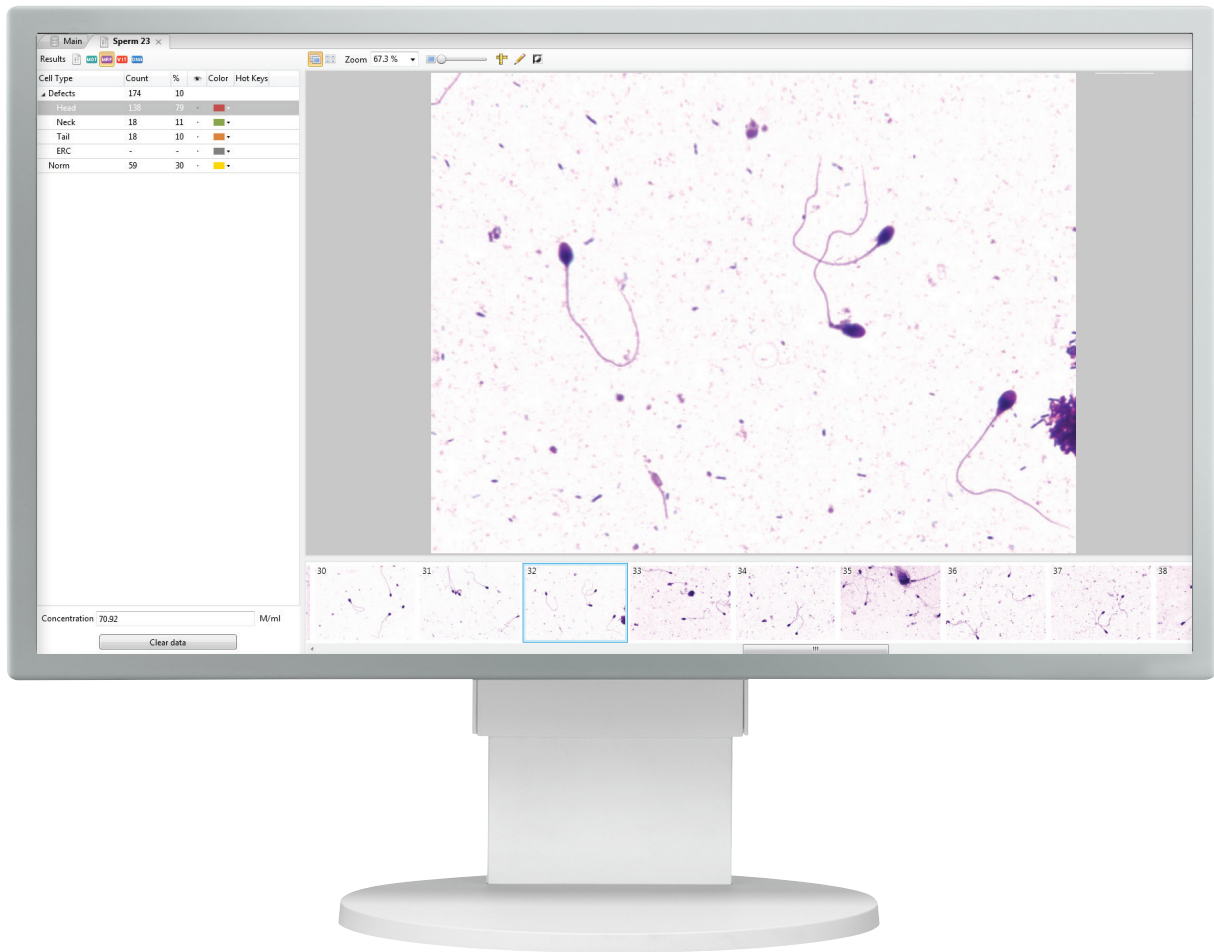 Main Sperm 23
Results MOT MRF VIT DNA
Zoom 67.3 %
Cell Type Count % Color Hot Keys
Defects 174 10
Head 138 79
Neck 18 11
Tail 18 10
ERC - -
Norm 59 30
30 31 32 33 34 35 36 37 38
Concentration 70.92 M/ml
Clear data